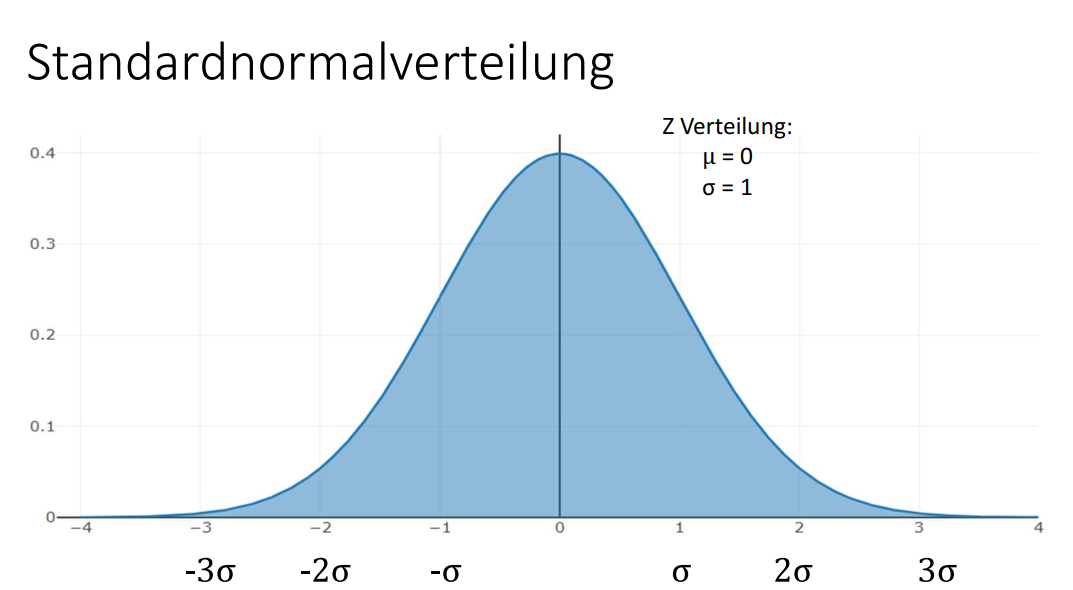 Standardnormalverteilung
Z Verteilung:
μ = 0
σ = 1
0.4
0.3
0.2
0.1
0
−4 −3 −2 −1 0 1 2 3 4
-3σ -2σ -σ σ 2σ 3σ